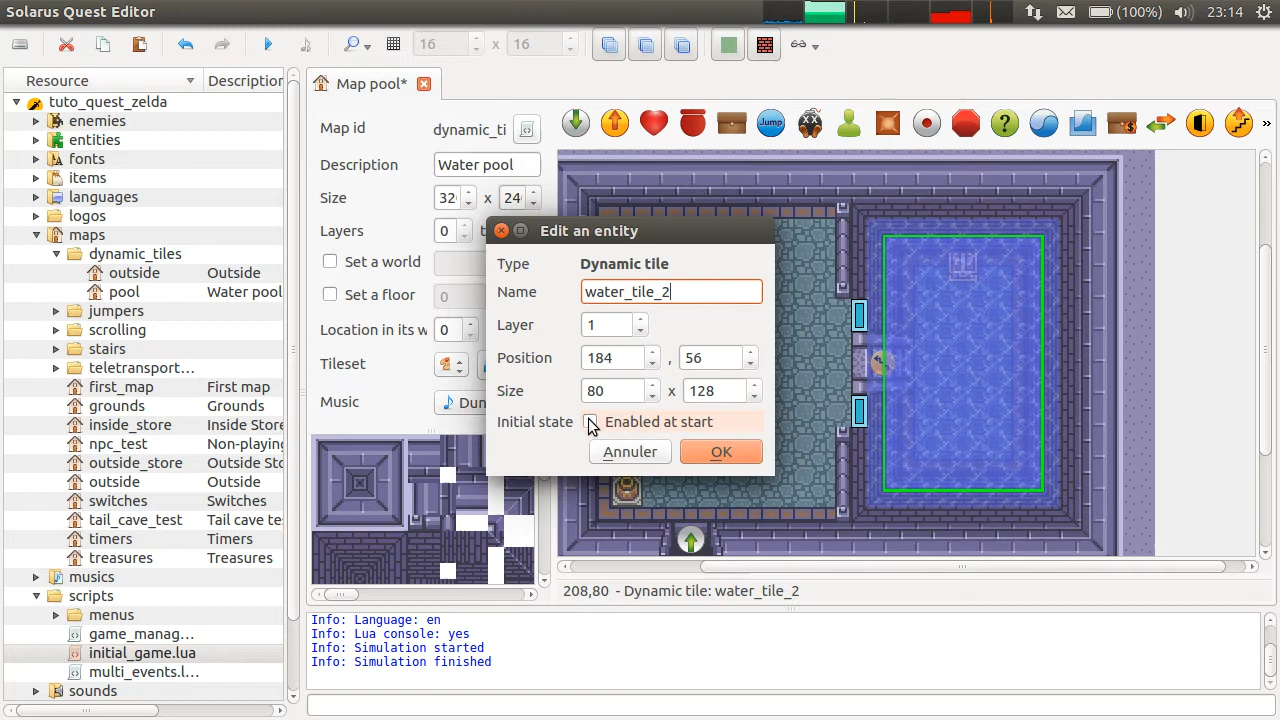 Solarus Quest Editor
(100%)
23:14
16 x 16
Resource
Description
tuto_quest_zelda
enemies
entities
fonts
items
languages
logos
maps
dynamic_tiles
outside Outside
pool Water pool
jumpers
scrolling
stairs
teletransport...
first_map First map
grounds Grounds
inside_store Inside Store
npc_test Non-playing
outside_store Outside Store
outside Outside
switches Switches
tail_cave_test Tail cave te
timers Timers
treasures Treasures
musics
scripts
menus
game_manag...
initial_game.lua
multi_events.l...
sounds
Map pool*
Map id dynamic_ti
Description Water pool
Size 32 x 24
Layers 0 t
Set a world
Set a floor 0
Location in its w 0
Tileset
Music Dun
Jump
»
Edit an entity
Type Dynamic tile
Name water_tile_2
Layer 1
Position 184 , 56
Size 80 x 128
Initial state Enabled at start
Annuler OK
208,80 - Dynamic tile: water_tile_2
Info: Language: en
Info: Lua console: yes
Info: Simulation started
Info: Simulation finished